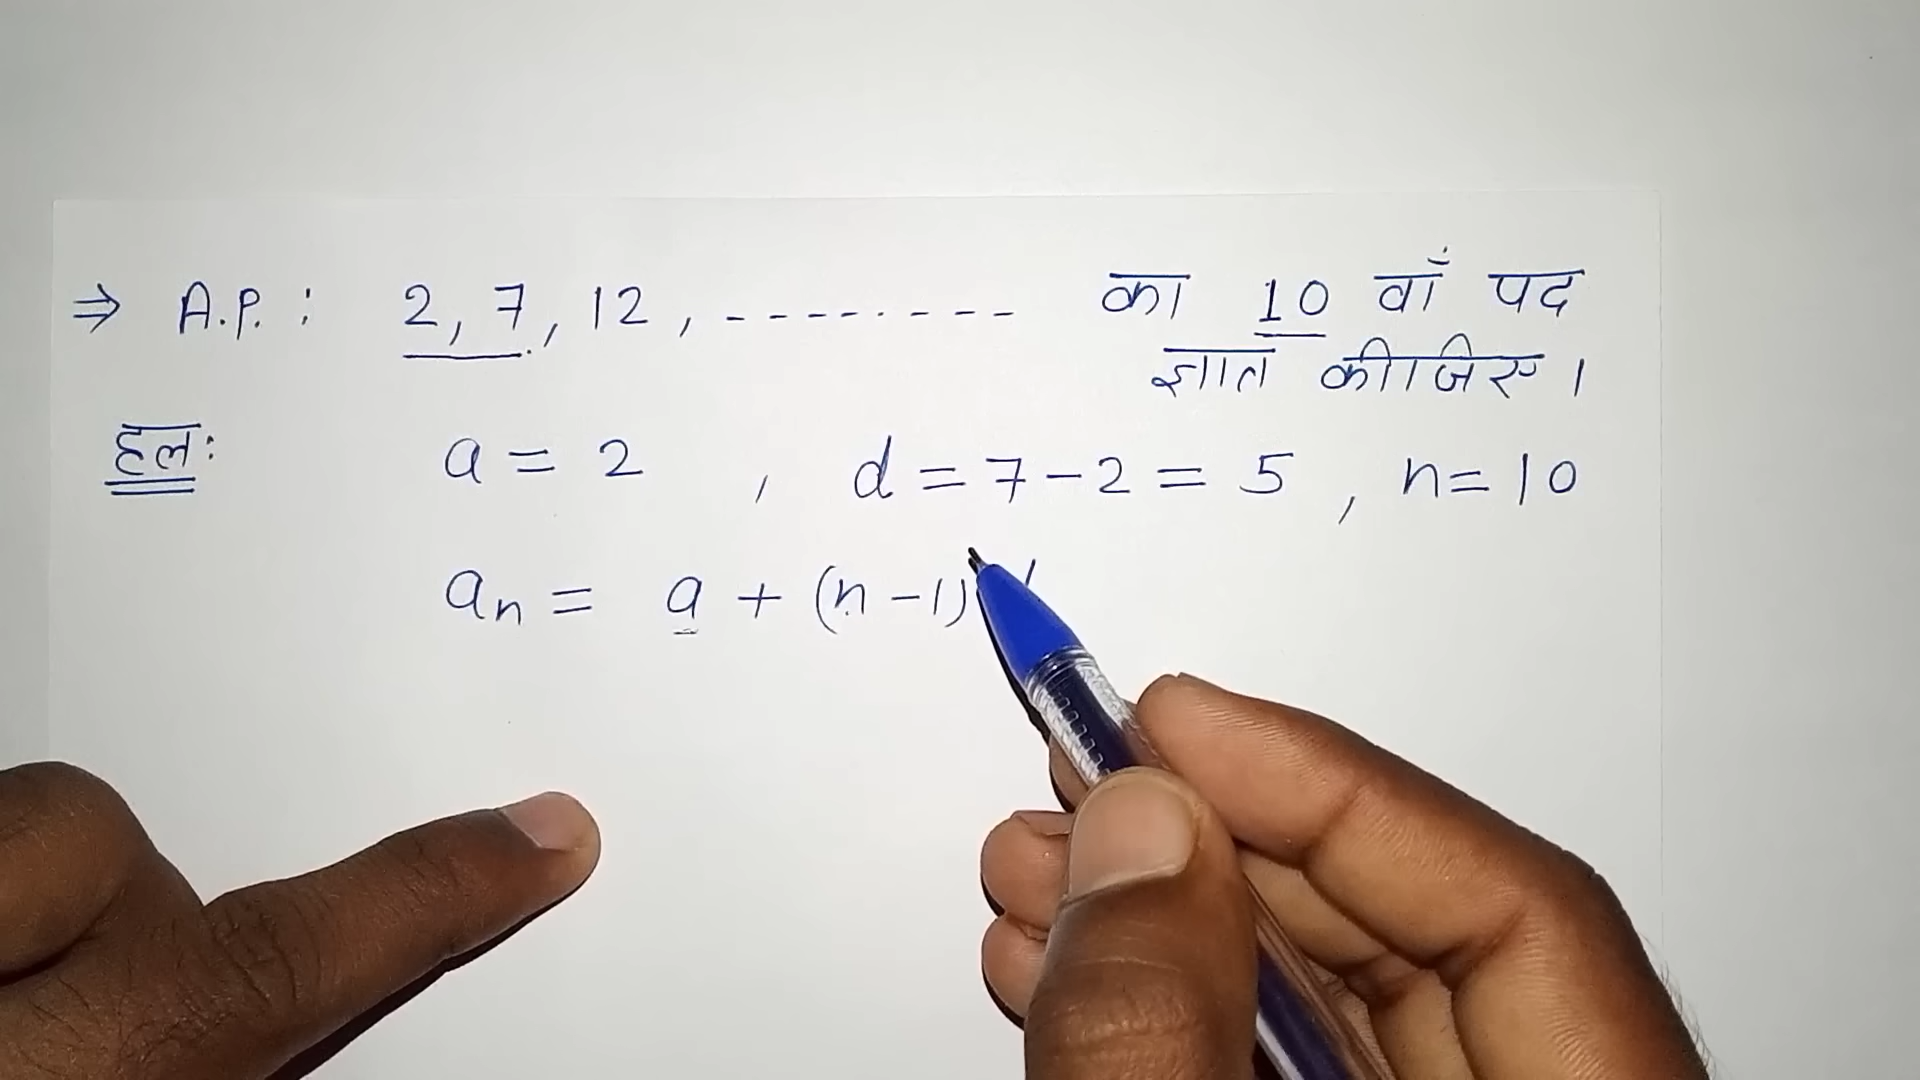 ⇒ A.P. : 2, 7, 12, --------- का 10 वाँ पद
ज्ञात कीजिए।
हलः a = 2 , d = 7 - 2 = 5 , n = 10
an = a + (n - 1)